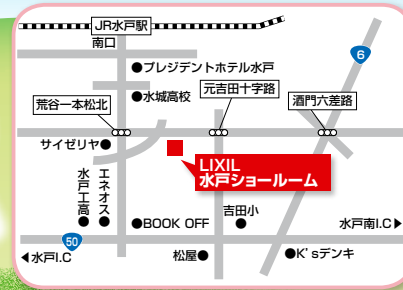 JR水戸駅
南口
6
プレジデントホテル水戸
水城高校
元吉田十字路
荒谷一本松北
酒門六差路
サイゼリヤ
LIXIL
水戸ショールーム
エネオス
水戸工高
BOOK OFF
吉田小
水戸南I.C
50
水戸I.C
松屋
K'sデンキ